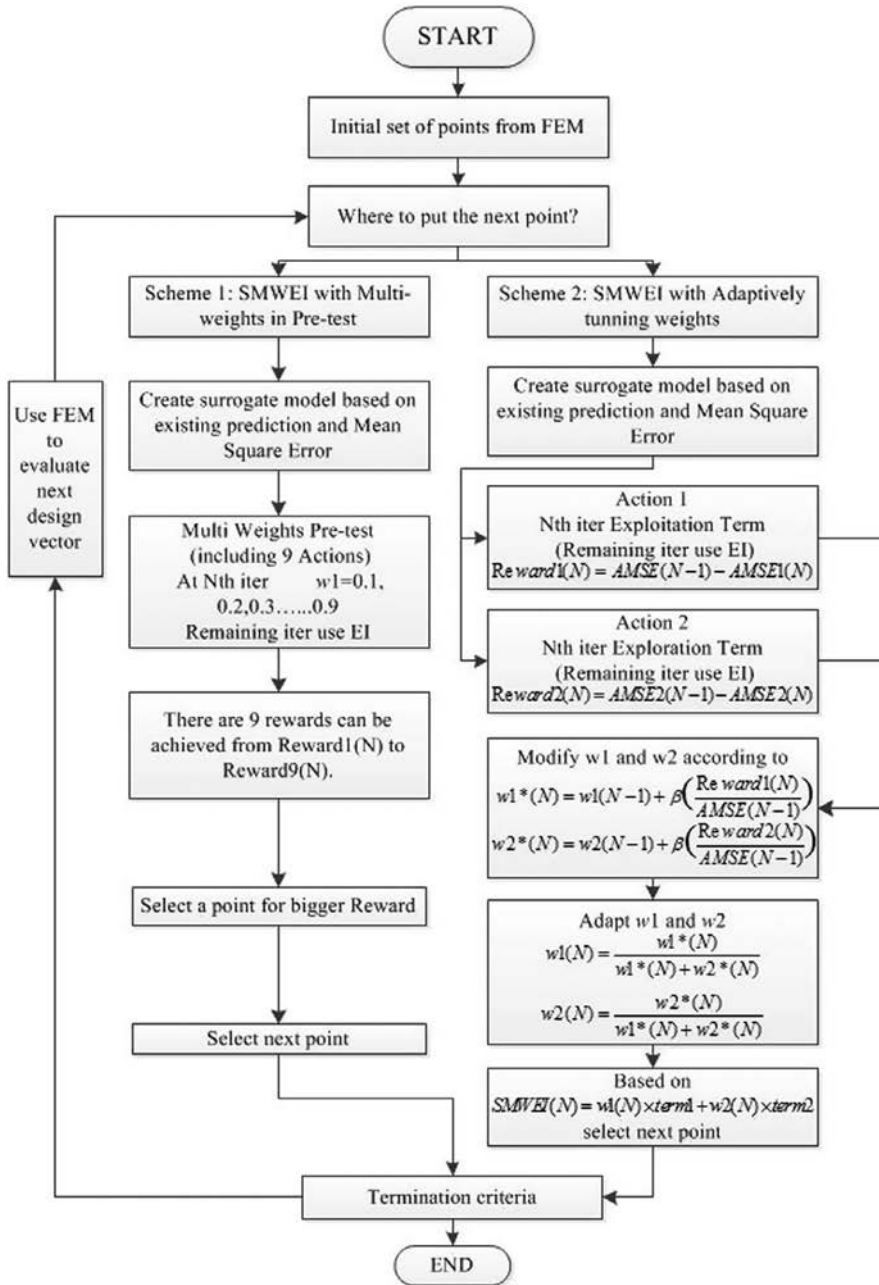 START
Initial set of points from FEM
Where to put the next point?
Scheme 1: SMWEI with Multi-
weights in Pre-test
Create surrogate model based on
existing prediction and Mean
Square Error
Multi Weights Pre-test
(including 9 Actions)
At Nth iter w1=0.1,
0.2,0.3…...0.9
Remaining iter use EI
There are 9 rewards can be
achieved from Reward1(N) to
Reward9(N).
Select a point for bigger Reward
Select next point
Scheme 2: SMWEI with Adaptively
tunning weights
Create surrogate model based on
existing prediction and Mean Square
Error
Action 1
Nth iter Exploitation Term
(Remaining iter use EI)
Reward1(N) = AMSE(N−1) − AMSE1(N)
Action 2
Nth iter Exploration Term
(Remaining iter use EI)
Reward2(N) = AMSE2(N−1) − AMSE2(N)
Modify w1 and w2 according to
w1*(N) = w1(N−1) + β(Reward1(N)/AMSE(N−1))
w2*(N) = w2(N−1) + β(Reward2(N)/AMSE(N−1))
Adapt w1 and w2
w1(N) = w1*(N)/(w1*(N) + w2*(N))
w2(N) = w2*(N)/(w1*(N) + w2*(N))
Based on
SMWEI(N) = w1(N)×term1 + w2(N)×term2
select next point
Use FEM
to
evaluate
next
design
vector
Termination criteria
END